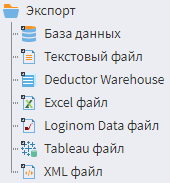 Экспорт
База данных
Текстовый файл
Deductor Warehouse
Excel файл
Loginom Data файл
Tableau файл
XML файл